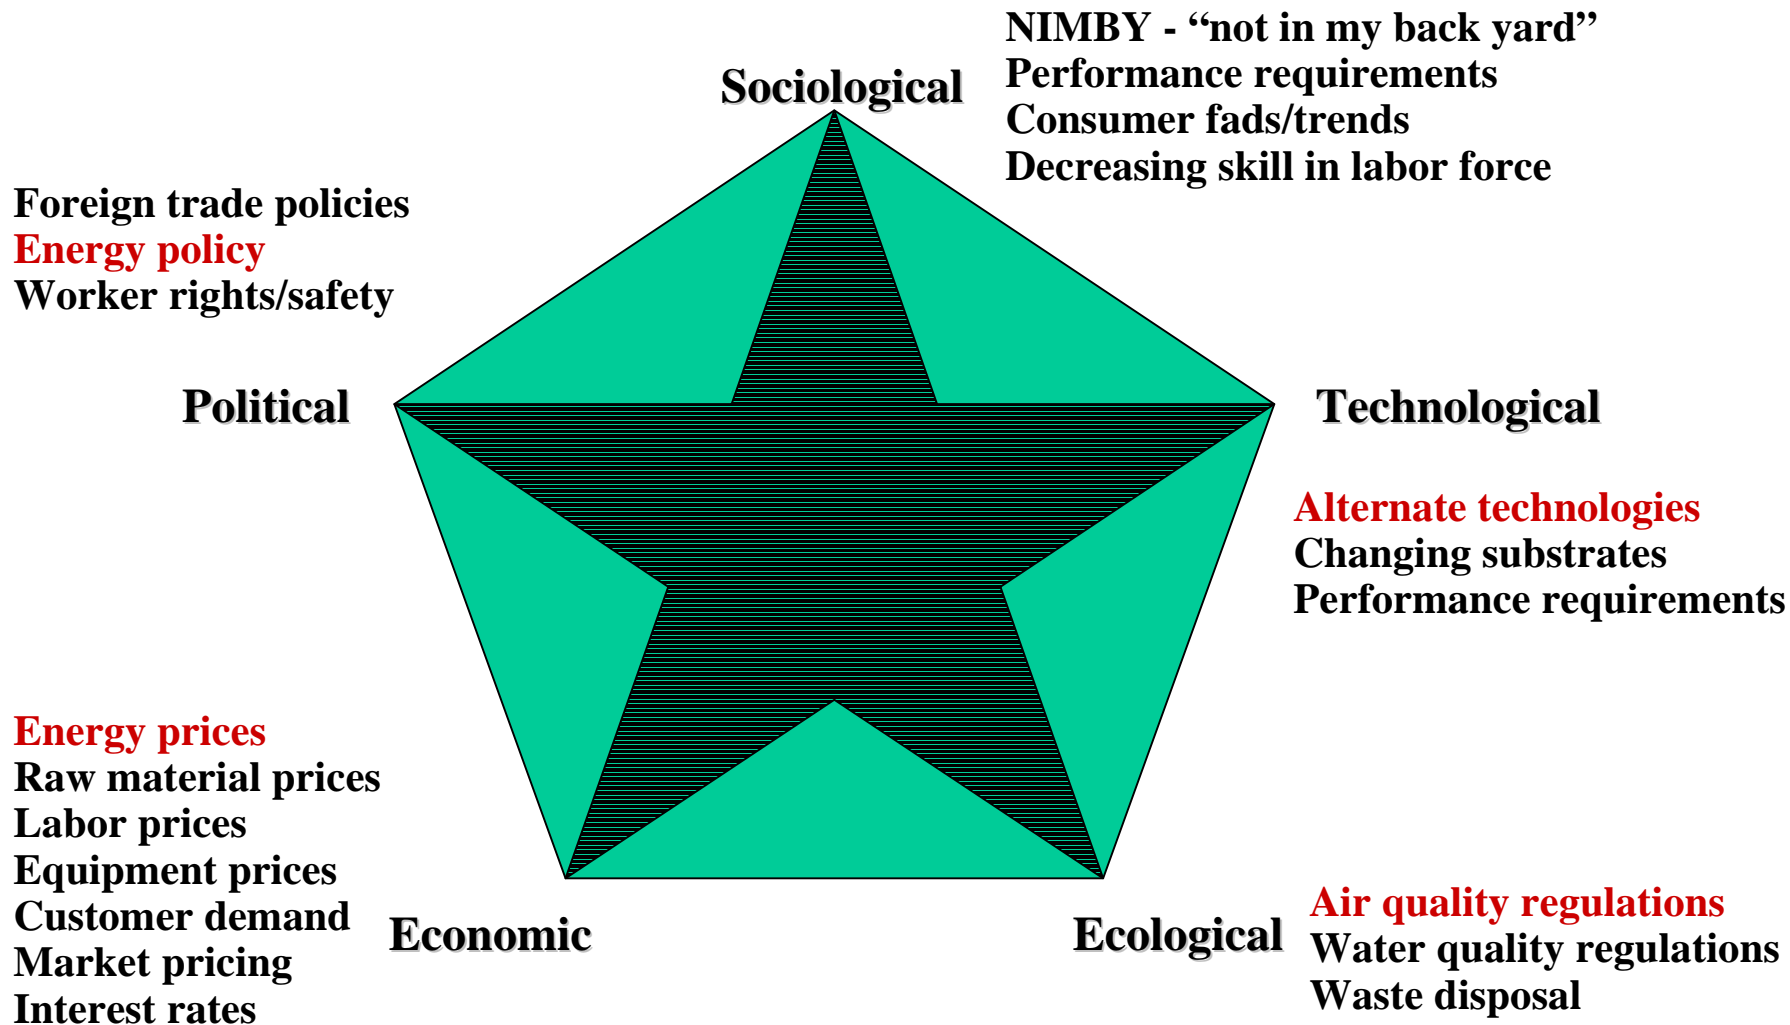 Sociological
NIMBY - “not in my back yard”
Performance requirements
Consumer fads/trends
Decreasing skill in labor force
Foreign trade policies
Energy policy
Worker rights/safety
Political
Technological
Alternate technologies
Changing substrates
Performance requirements
Energy prices
Raw material prices
Labor prices
Equipment prices
Customer demand
Market pricing
Interest rates
Economic
Ecological
Air quality regulations
Water quality regulations
Waste disposal